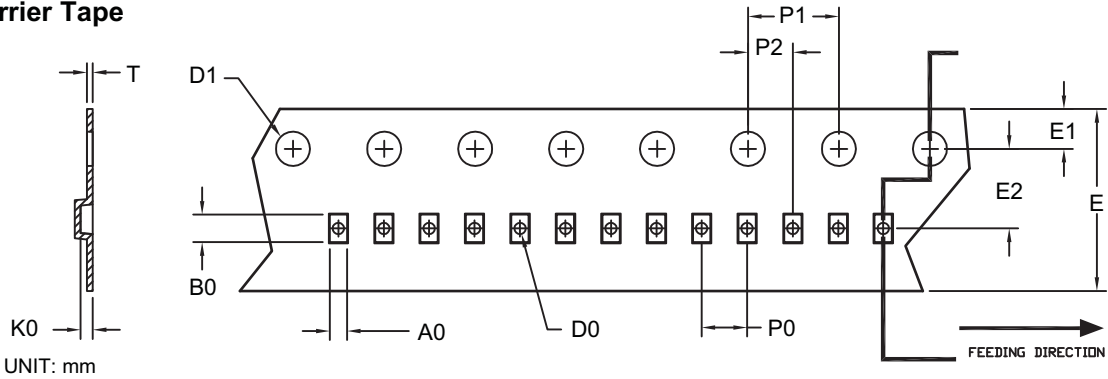 rrier Tape
P1
P2
T
D1
E1
E2
E
B0
K0
A0
D0
P0
FEEDING DIRECTION
UNIT: mm